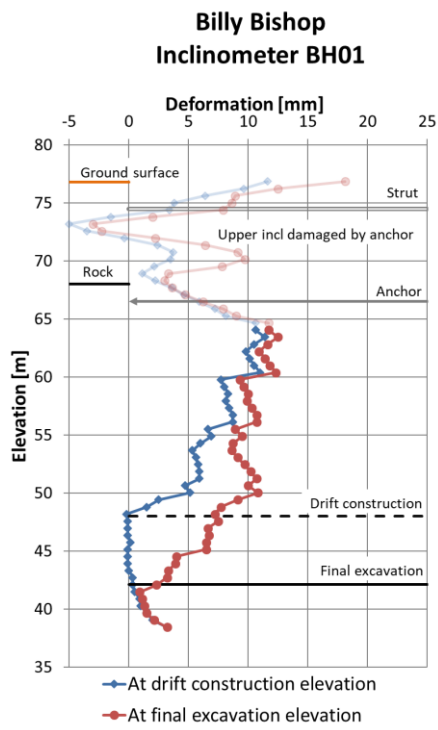 Billy Bishop
Inclinometer BH01
Deformation [mm]
-5 0 5 10 15 20 25
80
Ground surface
75
Strut
Upper incl damaged by anchor
70
Rock
Anchor
65
Elevation [m]
60
55
50
Drift construction
45
Final excavation
40
35
At drift construction elevation
At final excavation elevation